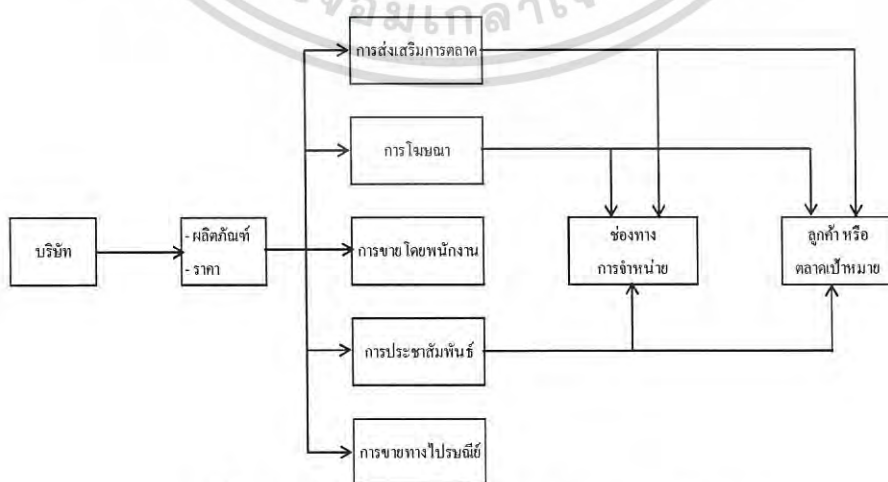 การส่งเสริมการตลาด
การโฆษณา
บริษัท
- ผลิตภัณฑ์
- ราคา
การขายโดยพนักงาน
ช่องทาง
การจำหน่าย
ลูกค้า หรือ
ตลาดเป้าหมาย
การประชาสัมพันธ์
การขายทางไปรษณีย์